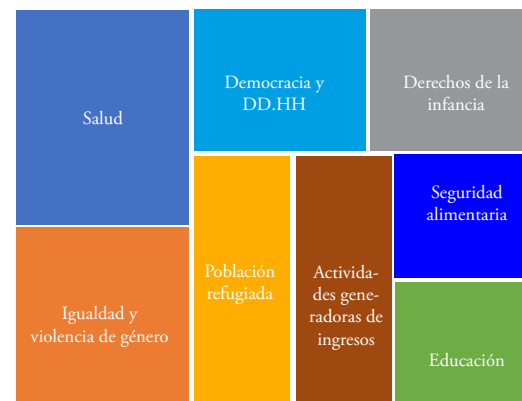 Salud
Igualdad y
violencia de género
Democracia y
DD.HH
Derechos de la
infancia
Población
refugiada
Activida-
des gene-
radoras de
ingresos
Seguridad
alimentaria
Educación